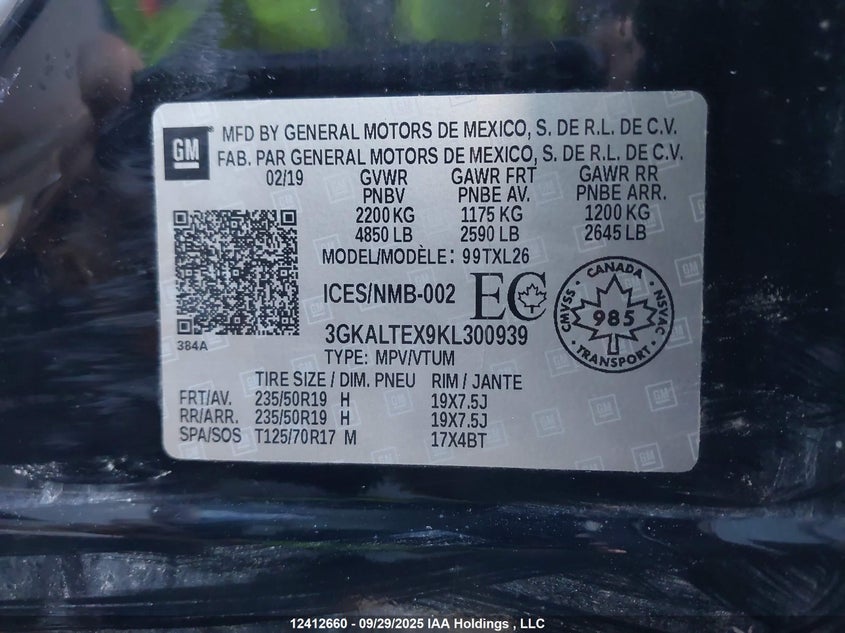 GM
MFD BY GENERAL MOTORS DE MEXICO, S. DE R.L. DE C.V.
FAB. PAR GENERAL MOTORS DE MEXICO, S. DE R.L. DE C.V.
02/19 GVWR GAWR FRT GAWR RR
PNBV PNBE AV. PNBE ARR.
2200 KG 1175 KG 1200 KG
4850 LB 2590 LB 2645 LB
MODEL/MODÈLE: 99TXL26
ICES/NMB-002 EC
CANADA
CMVSS 985 NSVAC
TRANSPORT
384A
3GKALTEX9KL300939
TYPE: MPV/VTUM
TIRE SIZE / DIM. PNEU RIM / JANTE
FRT/AV. 235/50R19 H 19X7.5J
RR/ARR. 235/50R19 H 19X7.5J
SPA/SOS T125/70R17 M 17X4BT
12412660 - 09/29/2025 IAA Holdings , LLC